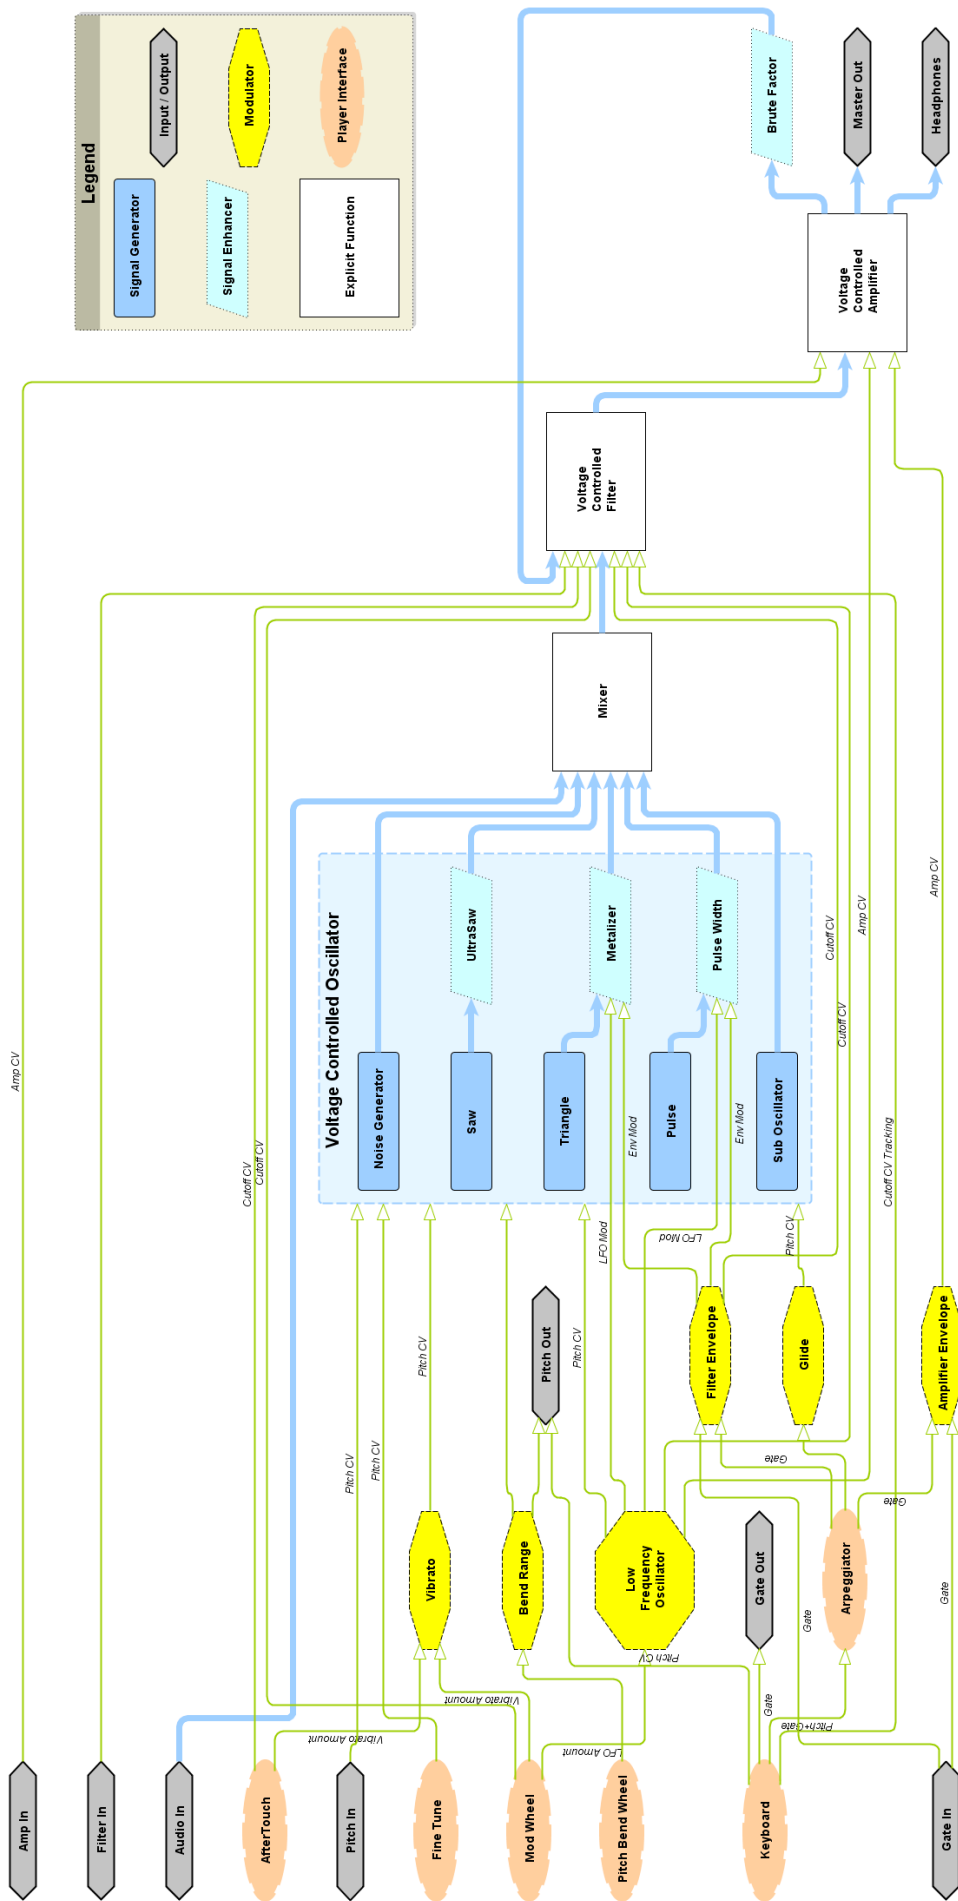 Legend
Signal Generator
Input / Output
Signal Enhancer
Modulator
Explicit Function
Player Interface
Amp In
Filter In
Audio In
AfterTouch
Pitch In
Fine Tune
Mod Wheel
Pitch Bend Wheel
Keyboard
Gate In
Vibrato Amount
Vibrato Amount
LFO Amount
Pitch CV
Gate
Pitch+Gate
Gate
Gate
Vibrato
Bend Range
Low
Frequency
Oscillator
Gate Out
Arpeggiator
Pitch CV
Pitch CV
Pitch CV
Pitch CV
Gate
Gate
Pitch Out
Filter Envelope
Glide
Amplifier Envelope
LFO Mod
LFO Mod
Pitch CV
Env Mod
Env Mod
Cutoff CV
Cutoff CV
Cutoff CV Tracking
Voltage Controlled Oscillator
Noise Generator
Saw
Triangle
Pulse
Sub Oscillator
UltraSaw
Metalizer
Pulse Width
Amp CV
Cutoff CV
Cutoff CV
Amp CV
Amp CV
Mixer
Voltage
Controlled
Filter
Voltage
Controlled
Amplifier
Brute Factor
Master Out
Headphones